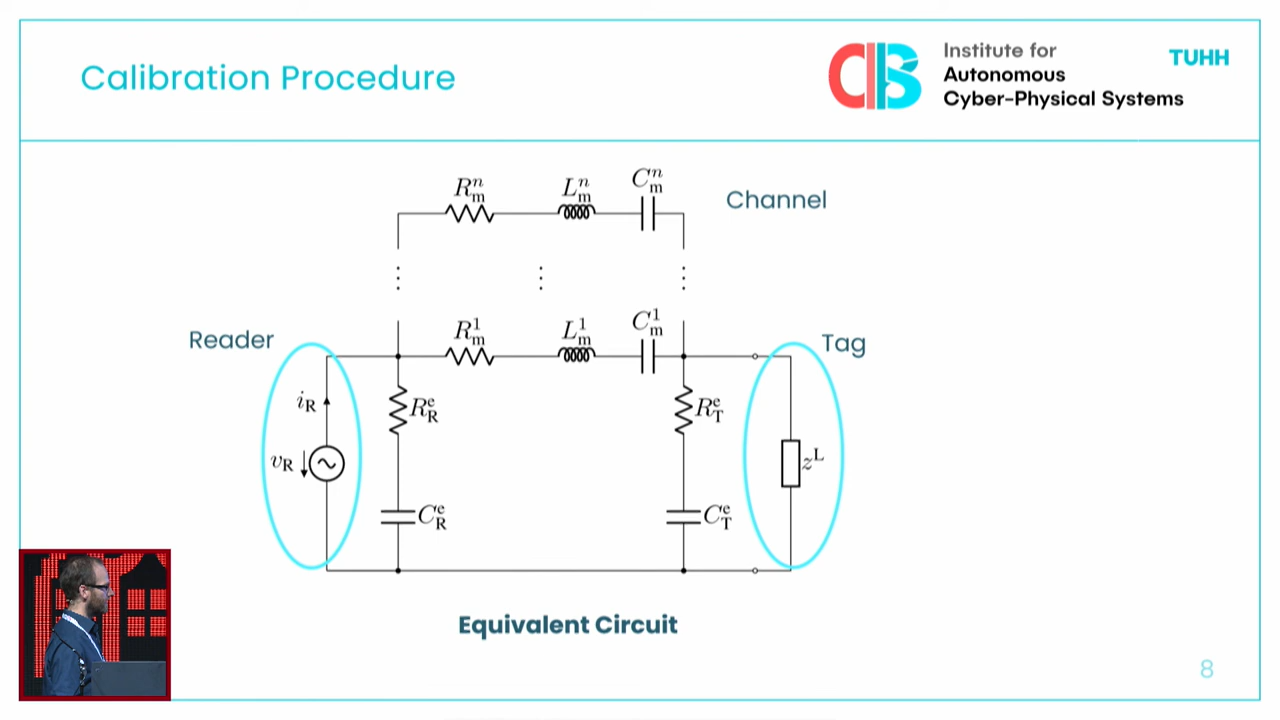 Calibration Procedure
Institute for
Autonomous
Cyber-Physical Systems
TUHH
R_m^n
L_m^n
C_m^n
Channel
Reader
R_m^1
L_m^1
C_m^1
Tag
i_R
R_R^e
R_T^e
v_R
z^L
C_R^e
C_T^e
Equivalent Circuit
8